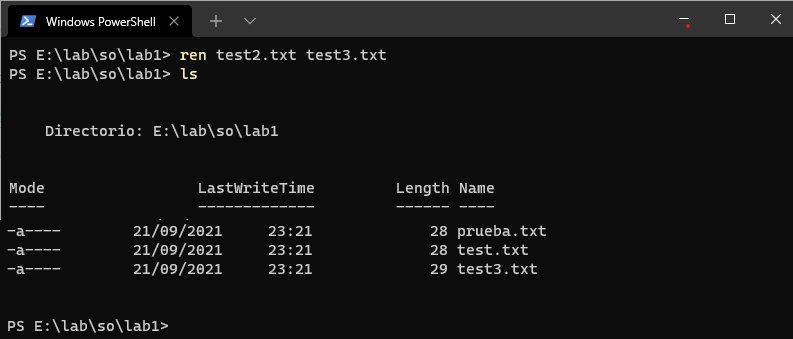 Windows PowerShell
PS E:\lab\so\lab1> ren test2.txt test3.txt
PS E:\lab\so\lab1> ls
Directorio: E:\lab\so\lab1
Mode                 LastWriteTime         Length Name
----                 -------------         ------ ----
-a----        21/09/2021     23:21             28 prueba.txt
-a----        21/09/2021     23:21             28 test.txt
-a----        21/09/2021     23:21             29 test3.txt
PS E:\lab\so\lab1>